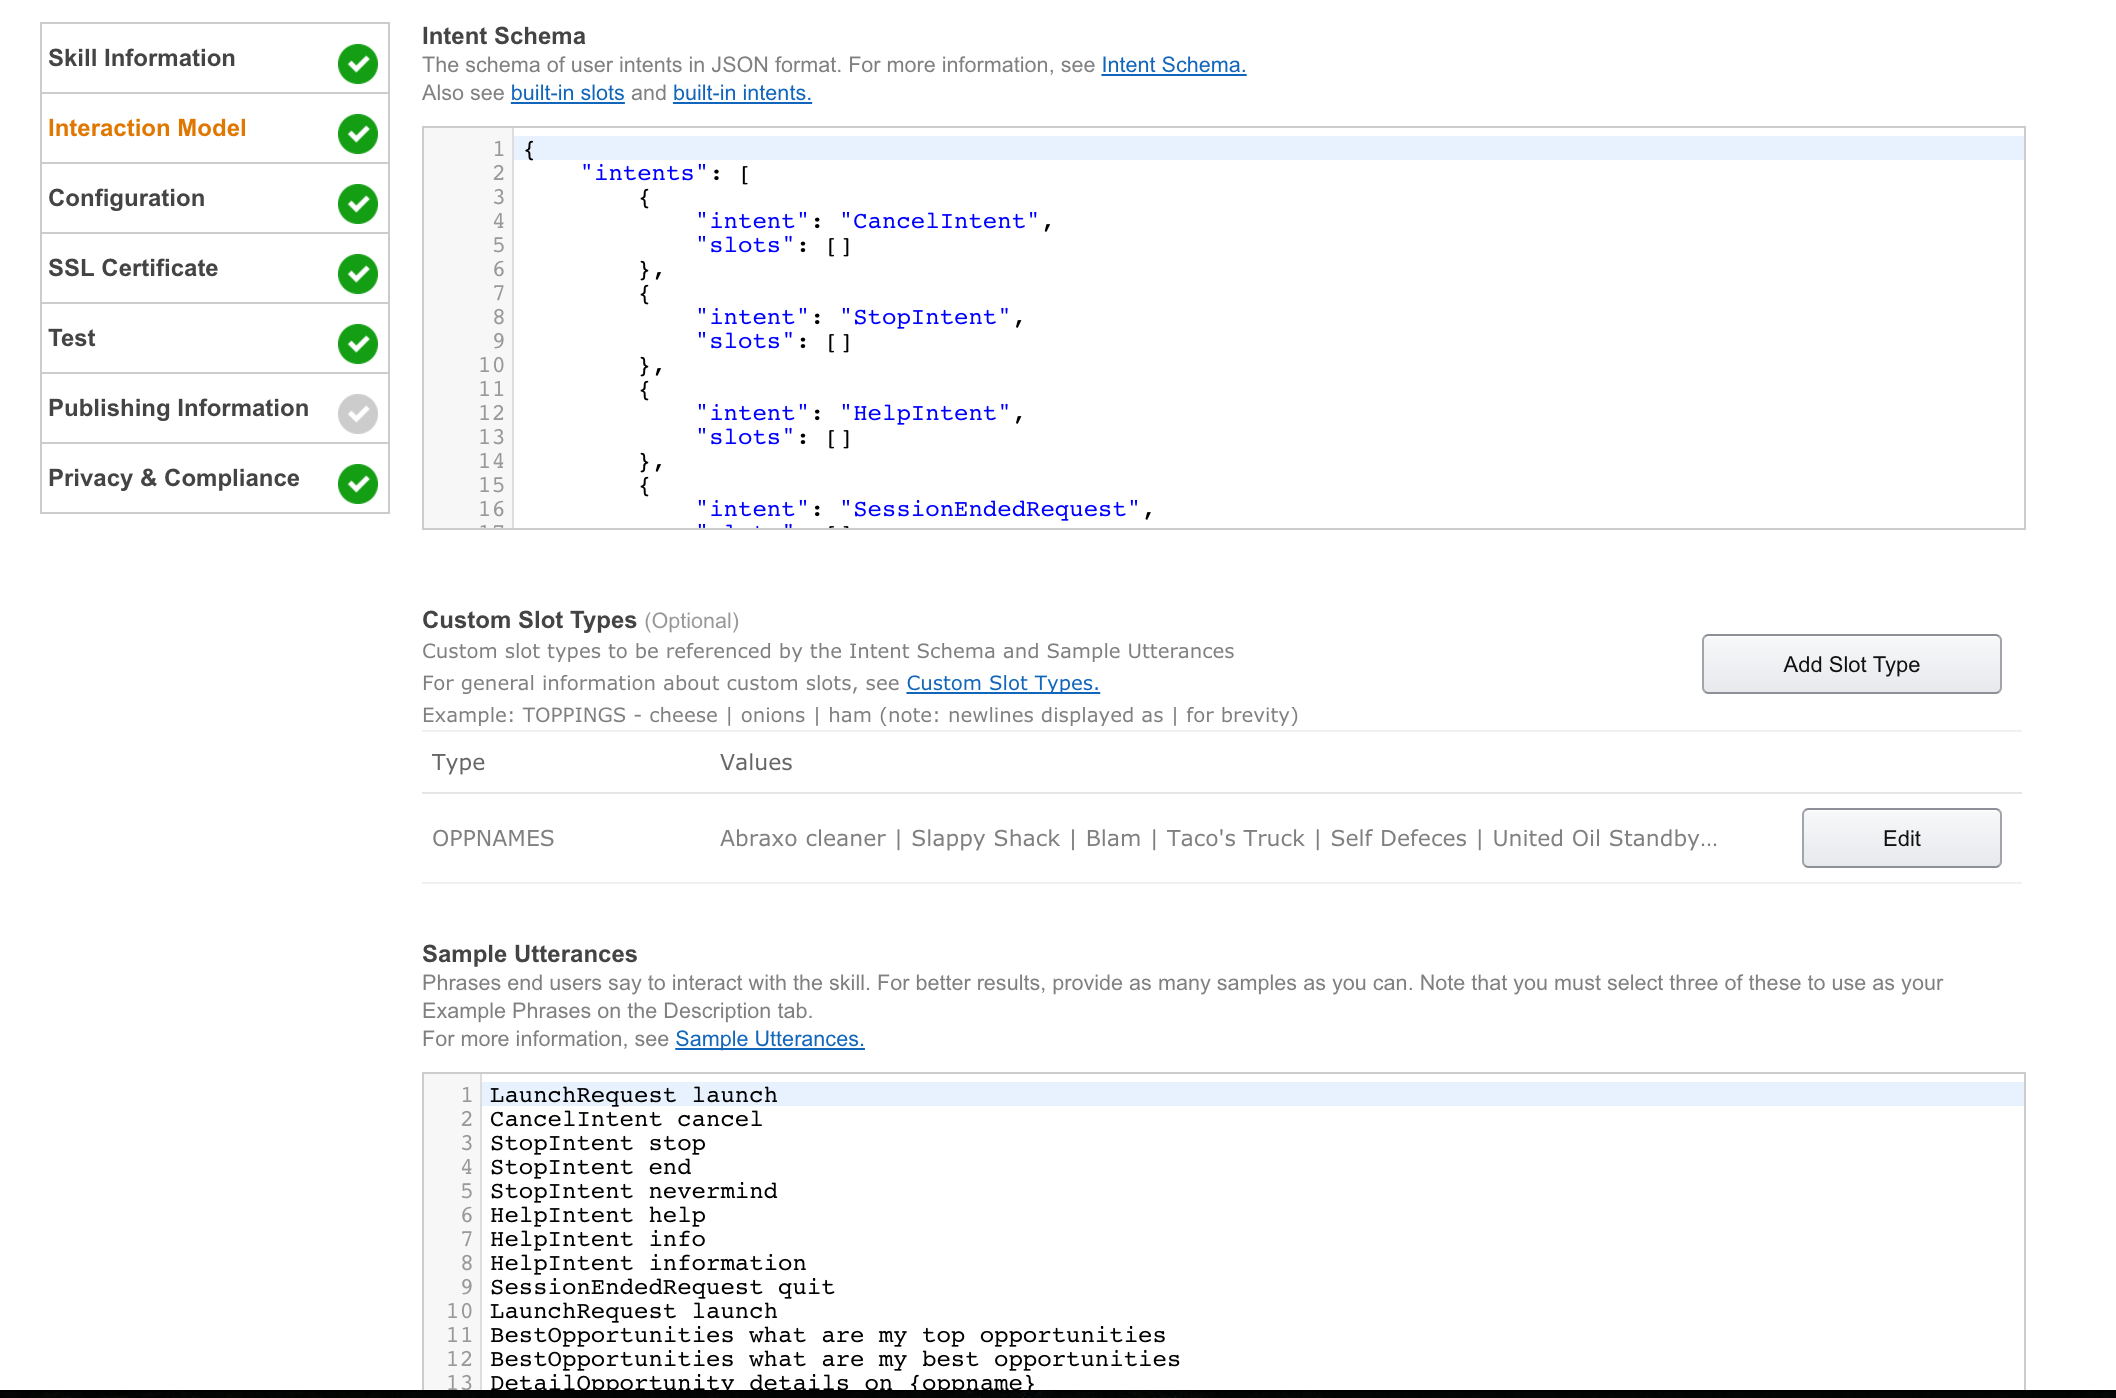 Skill Information
Interaction Model
Configuration
SSL Certificate
Test
Publishing Information
Privacy & Compliance
Intent Schema
The schema of user intents in JSON format. For more information, see Intent Schema.
Also see built-in slots and built-in intents.
1 {
2 "intents": [
3 {
4 "intent": "CancelIntent",
5 "slots": []
6 },
7 {
8 "intent": "StopIntent",
9 "slots": []
10 },
11 {
12 "intent": "HelpIntent",
13 "slots": []
14 },
15 {
16 "intent": "SessionEndedRequest",
Custom Slot Types (Optional)
Custom slot types to be referenced by the Intent Schema and Sample Utterances
For general information about custom slots, see Custom Slot Types.
Example: TOPPINGS - cheese | onions | ham (note: newlines displayed as | for brevity)
Add Slot Type
Type Values
OPPNAMES Abraxo cleaner | Slappy Shack | Blam | Taco's Truck | Self Defeces | United Oil Standby... Edit
Sample Utterances
Phrases end users say to interact with the skill. For better results, provide as many samples as you can. Note that you must select three of these to use as your
Example Phrases on the Description tab.
For more information, see Sample Utterances.
1 LaunchRequest launch
2 CancelIntent cancel
3 StopIntent stop
4 StopIntent end
5 StopIntent nevermind
6 HelpIntent help
7 HelpIntent info
8 HelpIntent information
9 SessionEndedRequest quit
10 LaunchRequest launch
11 BestOpportunities what are my top opportunities
12 BestOpportunities what are my best opportunities
13 DetailOpportunity details on {oppname}